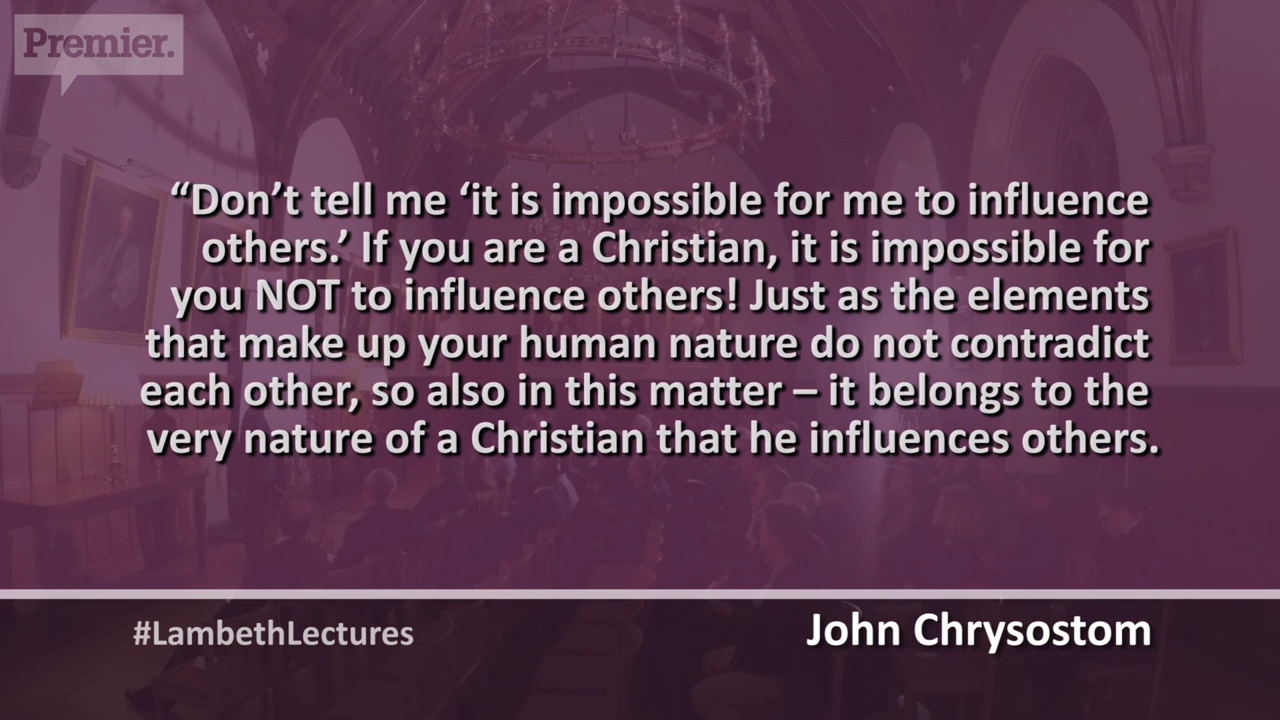 Premier.
“Don’t tell me ‘it is impossible for me to influence
others.’ If you are a Christian, it is impossible for
you NOT to influence others! Just as the elements
that make up your human nature do not contradict
each other, so also in this matter – it belongs to the
very nature of a Christian that he influences others.
#LambethLectures
John Chrysostom